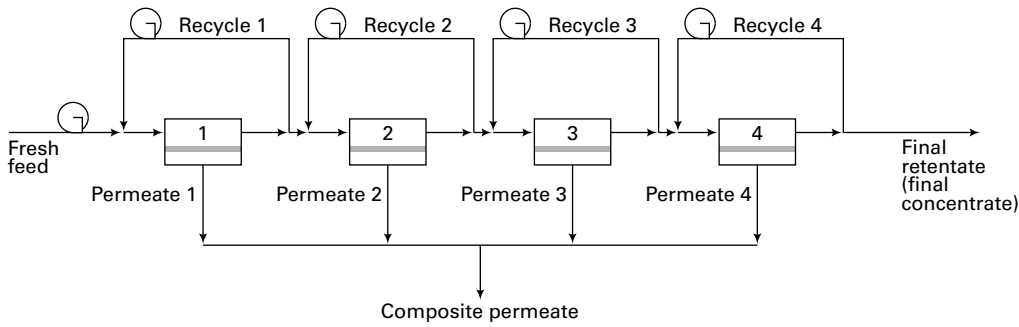 Recycle 1
Recycle 2
Recycle 3
Recycle 4
1
2
3
4
Fresh
feed
Final
retentate
(final
concentrate)
Permeate 1
Permeate 2
Permeate 3
Permeate 4
Composite permeate